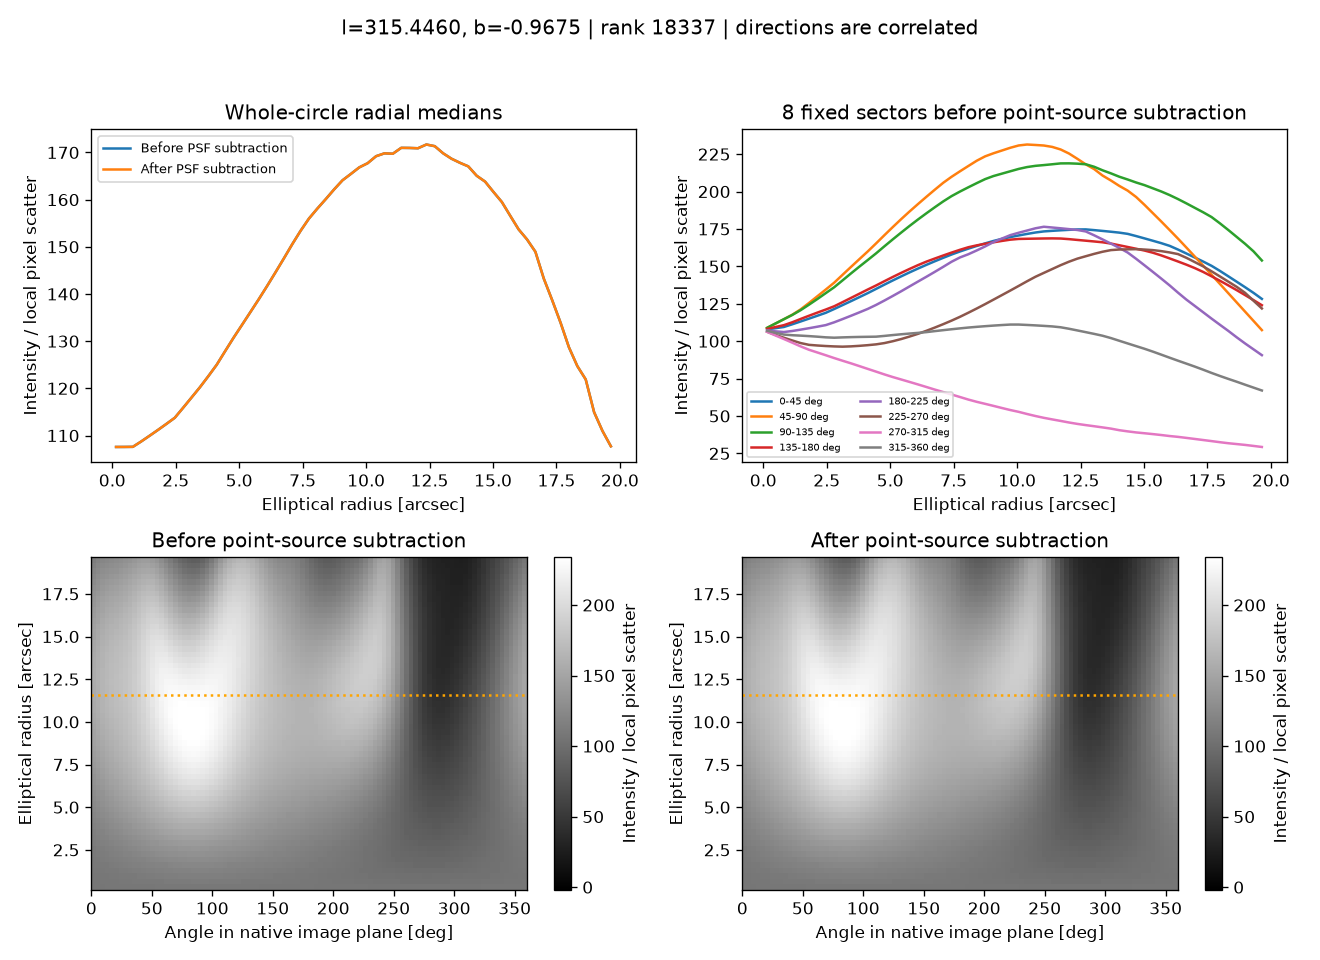 l=315.4460, b=-0.9675 | rank 18337 | directions are correlated
Whole-circle radial medians
Before PSF subtraction
After PSF subtraction
170
160
150
140
130
120
110
Intensity / local pixel scatter
0.0 2.5 5.0 7.5 10.0 12.5 15.0 17.5 20.0
Elliptical radius [arcsec]
8 fixed sectors before point-source subtraction
225
200
175
150
125
100
75
50
25
Intensity / local pixel scatter
0-45 deg
45-90 deg
90-135 deg
135-180 deg
180-225 deg
225-270 deg
270-315 deg
315-360 deg
0.0 2.5 5.0 7.5 10.0 12.5 15.0 17.5 20.0
Elliptical radius [arcsec]
Before point-source subtraction
17.5
15.0
12.5
10.0
7.5
5.0
2.5
Elliptical radius [arcsec]
0 50 100 150 200 250 300 350
Angle in native image plane [deg]
200
150
100
50
0
Intensity / local pixel scatter
After point-source subtraction
17.5
15.0
12.5
10.0
7.5
5.0
2.5
Elliptical radius [arcsec]
0 50 100 150 200 250 300 350
Angle in native image plane [deg]
200
150
100
50
0
Intensity / local pixel scatter